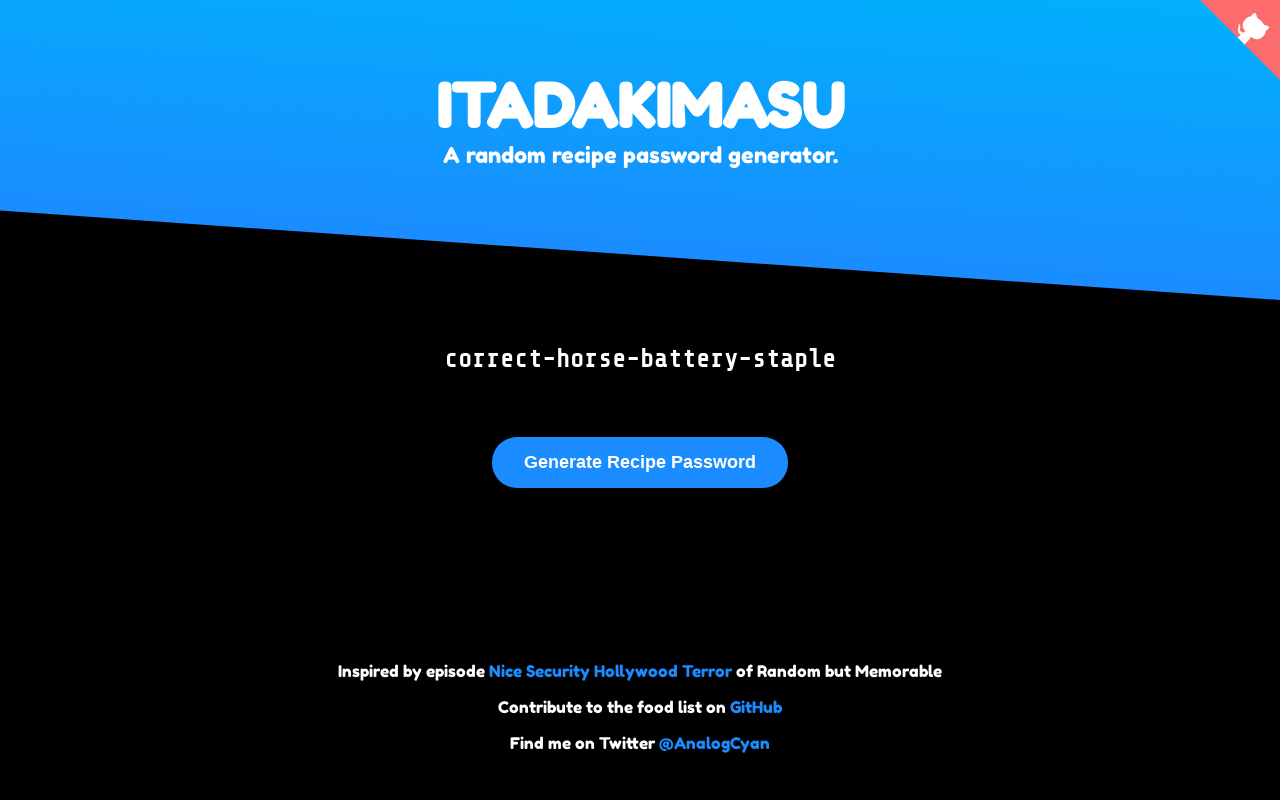 ITADAKIMASU
A random recipe password generator.
correct-horse-battery-staple
Generate Recipe Password
Inspired by episode Nice Security Hollywood Terror of Random but Memorable
Contribute to the food list on GitHub
Find me on Twitter @AnalogCyan